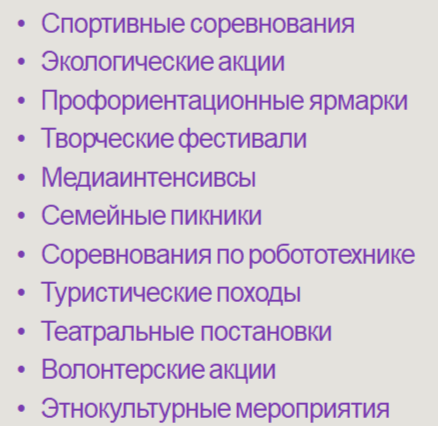 • Спортивные соревнования
• Экологические акции
• Профориентационные ярмарки
• Творческие фестивали
• Медиаинтенсивсы
• Семейные пикники
• Соревнования по робототехнике
• Туристические походы
• Театральные постановки
• Волонтерские акции
• Этнокультурные мероприятия